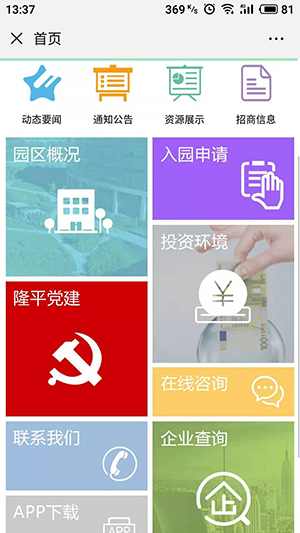 13:37
369 K/s
81
首页
动态要闻
通知公告
资源展示
招商信息
园区概况
入园申请
投资环境
¥
隆平党建
在线咨询
联系我们
企业查询
企
APP下载
APP